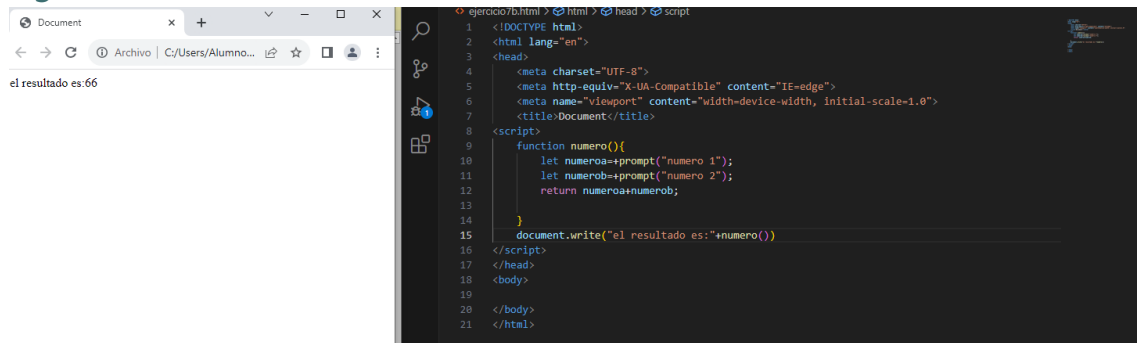 Document
Archivo | C:/Users/Alumno...
el resultado es:66
ejercicio7b.html > html > head > script
1 <!DOCTYPE html>
2 <html lang="en">
3 <head>
4 <meta charset="UTF-8">
5 <meta http-equiv="X-UA-Compatible" content="IE=edge">
6 <meta name="viewport" content="width=device-width, initial-scale=1.0">
7 <title>Document</title>
8 <script>
9 function numero(){
10 let numeroa=+prompt("numero 1");
11 let numerob=+prompt("numero 2");
12 return numeroa+numerob;
13
14 }
15 document.write("el resultado es:"+numero())
16 </script>
17 </head>
18 <body>
19
20 </body>
21 </html>
1